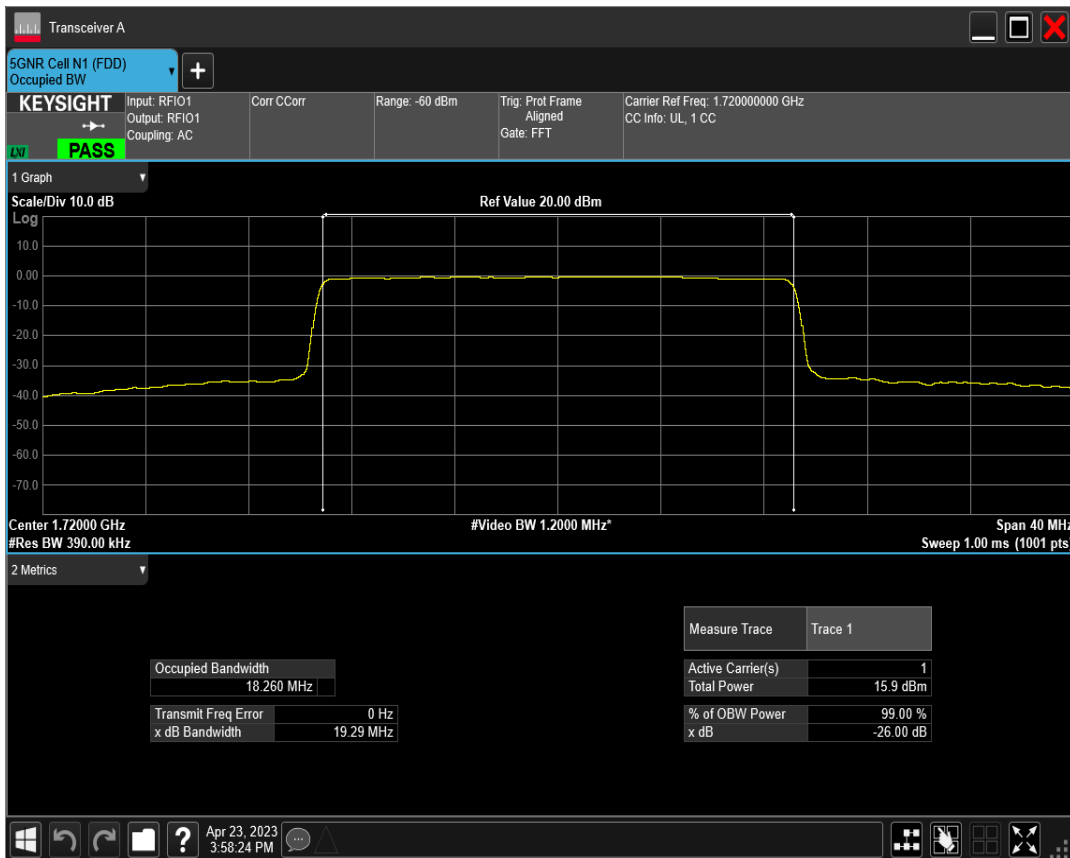 Transceiver A
5GNR Cell N1 (FDD)
Occupied BW
+
KEYSIGHT
LXI
PASS
Input: RFIO1
Output: RFIO1
Coupling: AC
Corr CCorr
Range: -60 dBm
Trig: Prot Frame
Aligned
Gate: FFT
Carrier Ref Freq: 1.720000000 GHz
CC Info: UL, 1 CC
1 Graph
Scale/Div 10.0 dB
Ref Value 20.00 dBm
Log
10.0
0.00
-10.0
-20.0
-30.0
-40.0
-50.0
-60.0
-70.0
Center 1.72000 GHz
#Video BW 1.2000 MHz*
Span 40 MHz
#Res BW 390.00 kHz
Sweep 1.00 ms (1001 pts)
2 Metrics
Measure Trace Trace 1
Occupied Bandwidth
18.260 MHz
Transmit Freq Error 0 Hz
x dB Bandwidth 19.29 MHz
Active Carrier(s) 1
Total Power 15.9 dBm
% of OBW Power 99.00 %
x dB -26.00 dB
?
Apr 23, 2023
3:58:24 PM